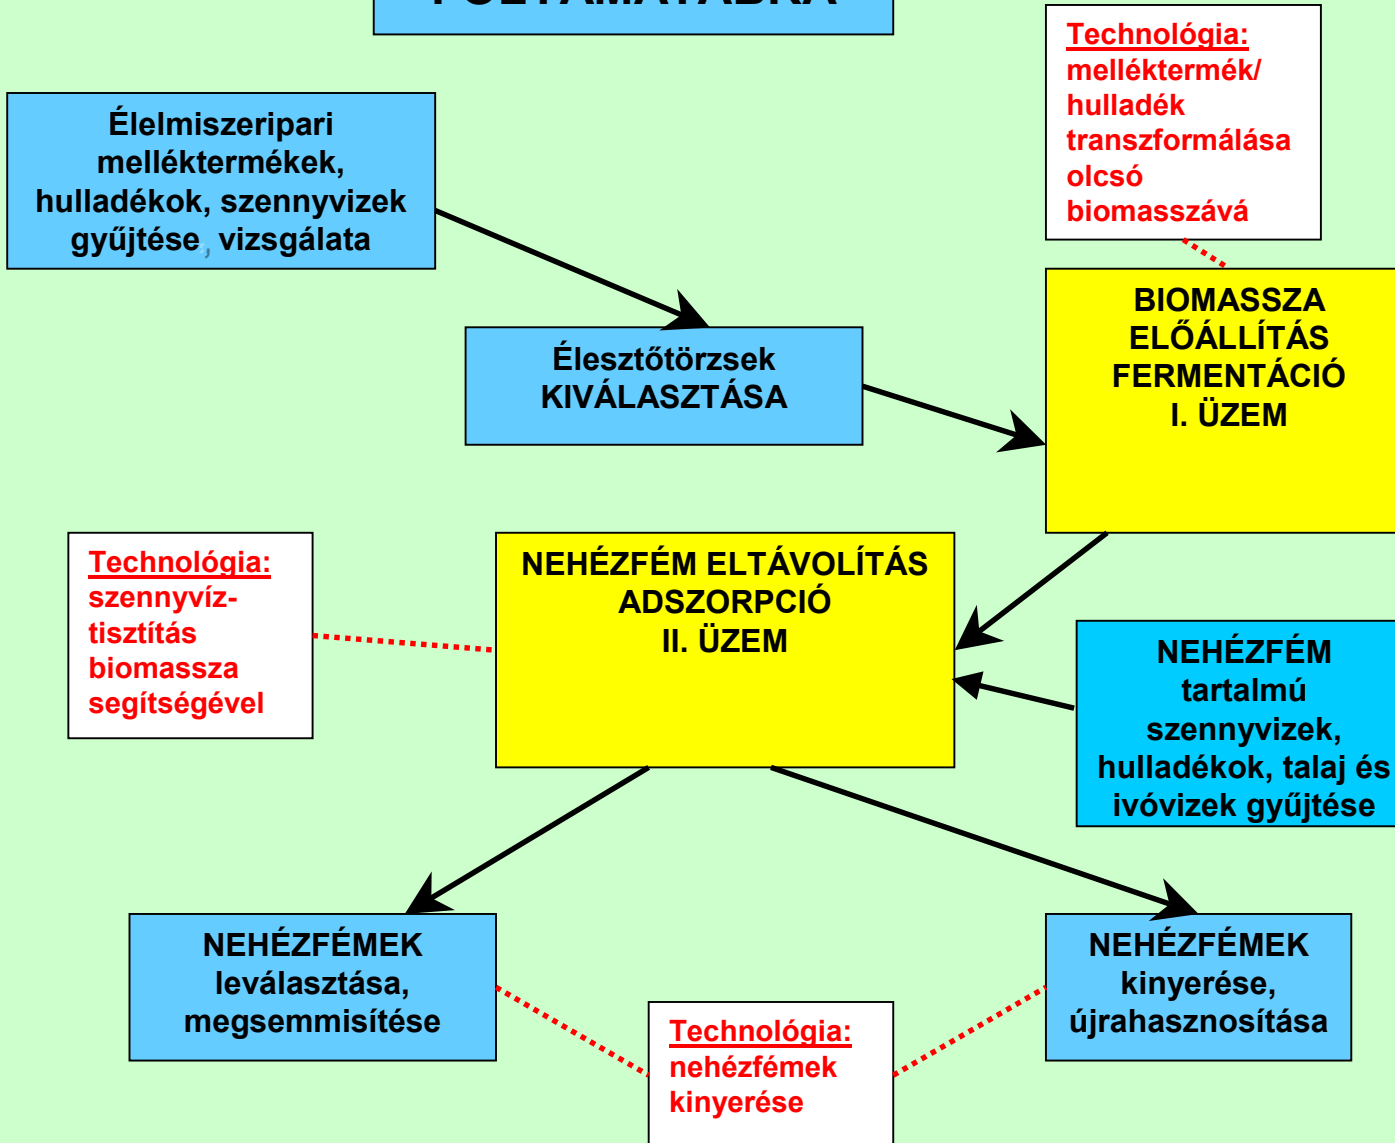 FOLYAMATÁBRA
Technológia:
melléktermék/
hulladék
transzformálása
olcsó
biomasszává
Élelmiszeripari
melléktermékek,
hulladékok, szennyvizek
gyűjtése, vizsgálata
BIOMASSZA
ELŐÁLLÍTÁS
FERMENTÁCIÓ
I. ÜZEM
Élesztőtörzsek
KIVÁLASZTÁSA
Technológia:
szennyvíz-
tisztítás
biomassza
segítségével
NEHÉZFÉM ELTÁVOLÍTÁS
ADSZORPCIÓ
II. ÜZEM
NEHÉZFÉM
tartalmú
szennyvizek,
hulladékok, talaj és
ivóvizek gyűjtése
NEHÉZFÉMEK
leválasztása,
megsemmisítése
Technológia:
nehézfémek
kinyerése
NEHÉZFÉMEK
kinyerése,
újrahasznosítása